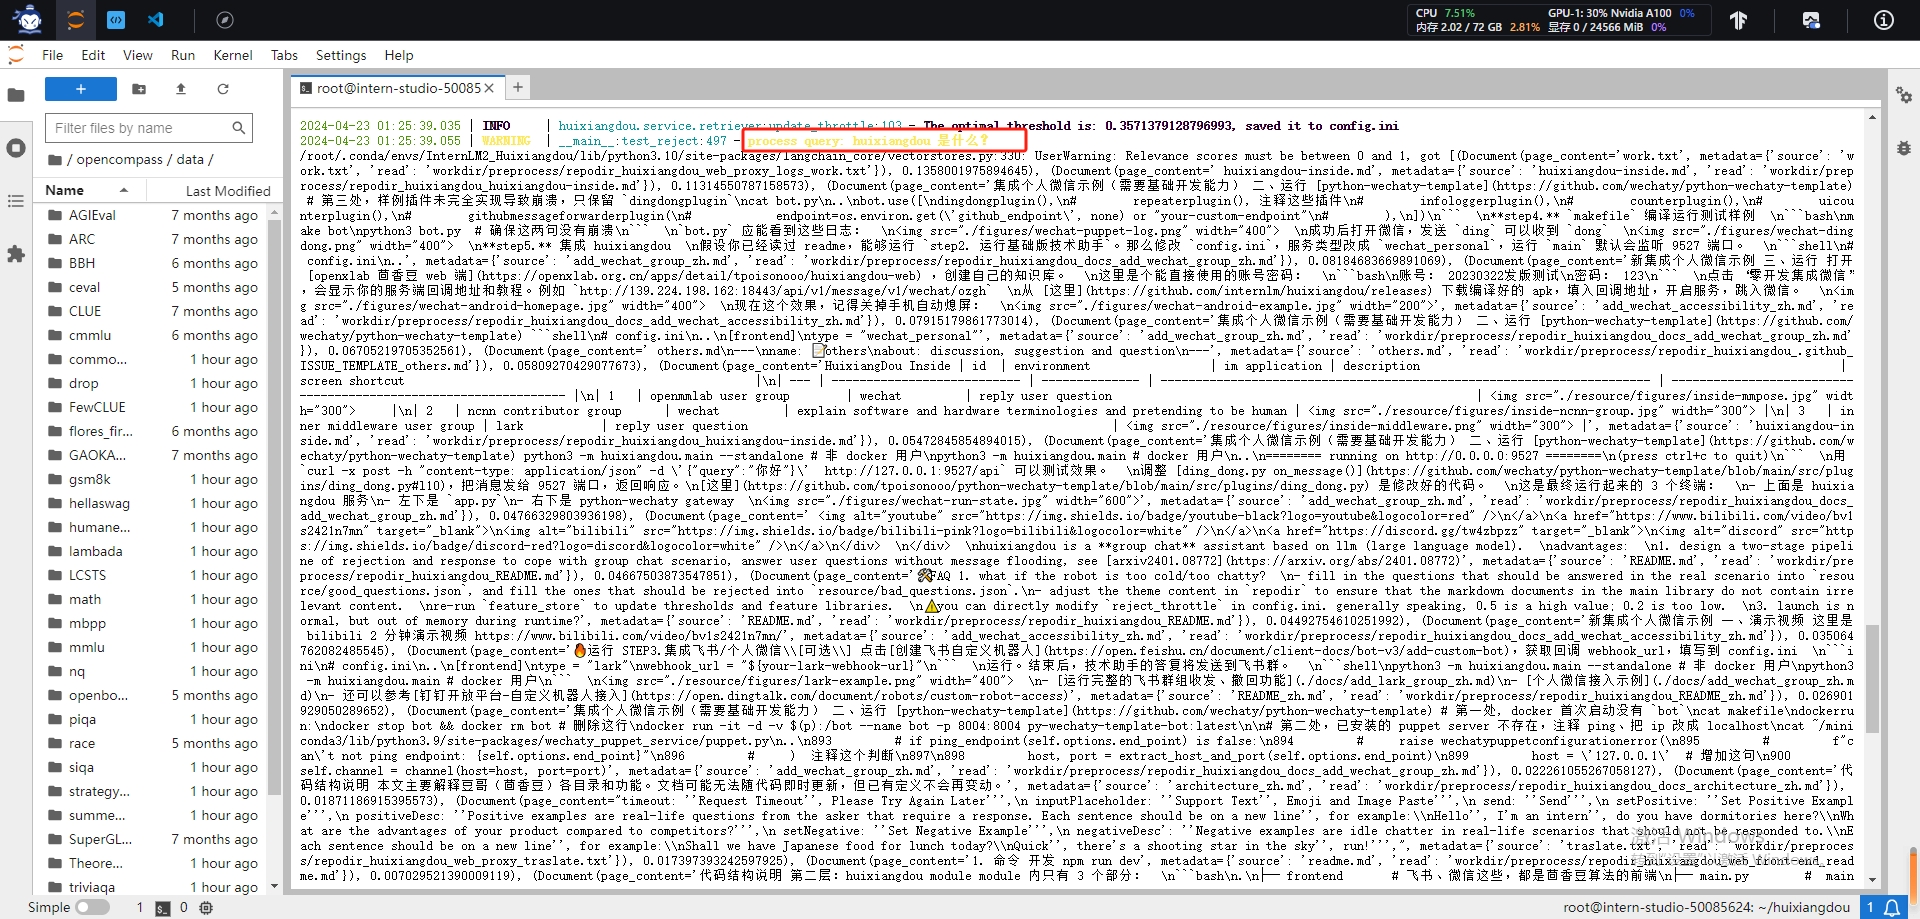 CPU 7.51%
内存 2.02 / 72 GB 2.81%
GPU-1: 30% Nvidia A100 0%
显存 0 / 24566 MiB 0%
File Edit View Run Kernel Tabs Settings Help
+
Filter files by name
/ opencompass / data /
Name Last Modified
AGIEval 7 months ago
ARC 7 months ago
BBH 6 months ago
ceval 5 months ago
CLUE 7 months ago
cmmlu 6 months ago
commo... 1 hour ago
drop 1 hour ago
FewCLUE 1 hour ago
flores_fir... 6 months ago
GAOKA... 7 months ago
gsm8k 1 hour ago
hellaswag 1 hour ago
humane... 1 hour ago
lambada 1 hour ago
LCSTS 1 hour ago
math 1 hour ago
mbpp 1 hour ago
mmlu 1 hour ago
nq 1 hour ago
openbo... 5 months ago
piqa 1 hour ago
race 5 months ago
siqa 1 hour ago
strategy... 1 hour ago
summe... 1 hour ago
SuperGL... 7 months ago
Theore... 1 hour ago
triviaqa 1 hour ago
root@intern-studio-50085 ×
2024-04-23 01:25:39.035 | INFO | huixiangdou.service.retriever:update_throttle:103 - The optimal threshold is: 0.3571379128796993, saved it to config.ini
2024-04-23 01:25:39.055 | WARNING | __main__:test_reject:497 - process query: huixiangdou 是什么?
/root/.conda/envs/InternLM2_Huixiangdou/lib/python3.10/site-packages/langchain_core/vectorstores.py:330: UserWarning: Relevance scores must be between 0 and 1, got [(Document(page_content='work.txt', metadata={'source': 'w
ork.txt', 'read': 'workdir/preprocess/repodir_huixiangdou_web_proxy_logs_work.txt'}), 0.1358001975894645), (Document(page_content=' huixiangdou-inside.md', metadata={'source': 'huixiangdou-inside.md', 'read': 'workdir/prep
rocess/repodir_huixiangdou_huixiangdou-inside.md'}), 0.11314550787158573), (Document(page_content='集成个人微信示例（需要基础开发能力） 二、运行 [python-wechaty-template](https://github.com/wechaty/python-wechaty-template)
# 第三处，样例插件未完全实现导致崩溃，只保留 `dingdongplugin`\ncat bot.py\n..\nbot.use([\ndingdongplugin(),\n# repeaterplugin(), 注释这些插件\n# infologgerplugin(),\n# counterplugin(),\n# uicou
nterplugin(),\n# githubmessageforwarderplugin(\n# endpoint=os.environ.get(\'github_endpoint\', none) or "your-custom-endpoint"\n# ),\n])\n``` \n**step4.** `makefile` 编译运行测试样例 \n```bash\nm
ake bot\npython3 bot.py # 确保这两句没有崩溃\n``` \n`bot.py` 应能看到这些日志： \n<img src="./figures/wechat-puppet-log.png" width="400"> \n成功后打开微信，发送 `ding` 可以收到 `dong` \n<img src="./figures/wechat-ding
dong.png" width="400"> \n**step5.** 集成 huixiangdou \n假设你已经读过 readme，能够运行 `step2. 运行基础版技术助手`。那么修改 `config.ini`，服务类型改成 `wechat_personal`，运行 `main` 默认会监听 9527 端口。 \n```shell\n#
config.ini\n..', metadata={'source': 'add_wechat_group_zh.md', 'read': 'workdir/preprocess/repodir_huixiangdou_docs_add_wechat_group_zh.md'}), 0.08184683669891069), (Document(page_content='新集成个人微信示例 三、运行 打开
[openxlab 茴香豆 web 端](https://openxlab.org.cn/apps/detail/tpoisonooo/huixiangdou-web) ，创建自己的知识库。 \n这里是个能直接使用的账号密码： \n```bash\n账号： 20230322发版测试\n密码： 123\n``` \n点击 “零开发集成微信”
，会显示你的服务端回调地址和教程。例如 `http://139.224.198.162:18443/api/v1/message/v1/wechat/ozgh` \n从 [这里](https://github.com/internlm/huixiangdou/releases) 下载编译好的 apk，填入回调地址，开启服务，跳入微信。 \n<im
g src="./figures/wechat-android-homepage.jpg" width="400"> \n现在这个效果，记得关掉手机自动熄屏： \n<img src="./figures/wechat-android-example.jpg" width="200">', metadata={'source': 'add_wechat_accessibility_zh.md', 're
ad': 'workdir/preprocess/repodir_huixiangdou_docs_add_wechat_accessibility_zh.md'}), 0.07915179861773014), (Document(page_content='集成个人微信示例（需要基础开发能力） 二、运行 [python-wechaty-template](https://github.com/
wechaty/python-wechaty-template) ```shell\n# config.ini\n..\n[frontend]\ntype = "wechat_personal"', metadata={'source': 'add_wechat_group_zh.md', 'read': 'workdir/preprocess/repodir_huixiangdou_docs_add_wechat_group_zh.md'
}), 0.06705219705352561), (Document(page_content=' others.md\n---\nname: 📝others\nabout: discussion, suggestion and question\n---', metadata={'source': 'others.md', 'read': 'workdir/preprocess/repodir_huixiangdou_.github_
ISSUE_TEMPLATE_others.md'}), 0.05809270429077673), (Document(page_content='HuixiangDou Inside | id | environment | im application | description |
screen shortcut |\n| --- | -------------------------- | -------------- | ------------------------------------------------------------------- | --------------------------
------------------------------------ |\n| 1 | openmmlab user group | wechat | reply user question | <img src="./resource/figures/inside-mmpose.jpg" widt
h="300"> |\n| 2 | ncnn contributor group | wechat | explain software and hardware terminologies and pretending to be human | <img src="./resource/figures/inside-ncnn-group.jpg" width="300"> |\n| 3 | in
ner middleware user group | lark | reply user question | <img src="./resource/figures/inside-middleware.png" width="300"> |', metadata={'source': 'huixiangdou-in
side.md', 'read': 'workdir/preprocess/repodir_huixiangdou_huixiangdou-inside.md'}), 0.05472845854894015), (Document(page_content='集成个人微信示例（需要基础开发能力） 二、运行 [python-wechaty-template](https://github.com/w
echaty/python-wechaty-template) python3 -m huixiangdou.main --standalone # 非 docker 用户\npython3 -m huixiangdou.main # docker 用户\n..\n======== running on http://0.0.0.0:9527 ========\n(press ctrl+c to quit)\n``` \n用
`curl -x post -h "content-type: application/json" -d \'{"query":"你好"}\' http://127.0.0.1:9527/api` 可以测试效果。 \n调整 [ding_dong.py on_message()](https://github.com/wechaty/python-wechaty-template/blob/main/src/plug
ins/ding_dong.py#l10)，把消息发给 9527 端口，返回响应。\n[这里](https://github.com/tpoisonooo/python-wechaty-template/blob/main/src/plugins/ding_dong.py) 是修改好的代码。 \n这是最终运行起来的 3 个终端： \n- 上面是 huixia
ngdou 服务\n- 左下是 `app.py`\n- 右下是 python-wechaty gateway \n<img src="./figures/wechat-run-state.jpg" width="600">', metadata={'source': 'add_wechat_group_zh.md', 'read': 'workdir/preprocess/repodir_huixiangdou_docs
_add_wechat_group_zh.md'}), 0.04766329803936198), (Document(page_content=' <img alt="youtube" src="https://img.shields.io/badge/youtube-black?logo=youtube&logocolor=red" />\n</a>\n<a href="https://www.bilibili.com/video/bv1
s2421n7mn" target="_blank">\n<img alt="bilibili" src="https://img.shields.io/badge/bilibili-pink?logo=bilibili&logocolor=white" />\n</a>\n<a href="https://discord.gg/tw4zbpzz" target="_blank">\n<img alt="discord" src="http
s://img.shields.io/badge/discord-red?logo=discord&logocolor=white" />\n</a>\n</div> \n</div> \nhuixiangdou is a **group chat** assistant based on llm (large language model). \nadvantages: \n1. design a two-stage pipeli
ne of rejection and response to cope with group chat scenario, answer user questions without message flooding, see [arxiv2401.08772](https://arxiv.org/abs/2401.08772)', metadata={'source': 'README.md', 'read': 'workdir/pre
process/repodir_huixiangdou_README.md'}), 0.04667503873547851), (Document(page_content='🛠FAQ 1. what if the robot is too cold/too chatty? \n- fill in the questions that should be answered in the real scenario into `resou
rce/good_questions.json`, and fill the ones that should be rejected into `resource/bad_questions.json`.\n- adjust the theme content in `repodir` to ensure that the markdown documents in the main library do not contain irre
levant content. \nre-run `feature_store` to update thresholds and feature libraries. \n⚠you can directly modify `reject_throttle` in config.ini. generally speaking, 0.5 is a high value; 0.2 is too low. \n3. launch is n
ormal, but out of memory during runtime?', metadata={'source': 'README.md', 'read': 'workdir/preprocess/repodir_huixiangdou_README.md'}), 0.04492754610251992), (Document(page_content='新集成个人微信示例 一、演示视频 这里是
bilibili 2 分钟演示视频 https://www.bilibili.com/video/bv1s2421n7mn/', metadata={'source': 'add_wechat_accessibility_zh.md', 'read': 'workdir/preprocess/repodir_huixiangdou_docs_add_wechat_accessibility_zh.md'}), 0.035064
762082485545), (Document(page_content='🔥运行 STEP3.集成飞书/个人微信\\[可选\\] 点击[创建飞书自定义机器人](https://open.feishu.cn/document/client-docs/bot-v3/add-custom-bot)，获取回调 webhook_url，填写到 config.ini \n```i
ni\n# config.ini\n..\n[frontend]\ntype = "lark"\nwebhook_url = "${your-lark-webhook-url}"\n``` \n运行。结束后，技术助手的答复将发送到飞书群。 \n```shell\npython3 -m huixiangdou.main --standalone # 非 docker 用户\npython3
-m huixiangdou.main # docker 用户\n``` \n<img src="./figures/lark-example.png" width="400"> \n- [运行完整的飞书群组收发、撤回功能](./docs/add_lark_group_zh.md)\n- [个人微信接入示例](./docs/add_wechat_group_zh.m
d)\n- 还可以参考[钉钉开放平台-自定义机器人接入](https://open.dingtalk.com/document/robots/custom-robot-access)', metadata={'source': 'README_zh.md', 'read': 'workdir/preprocess/repodir_huixiangdou_README_zh.md'}), 0.026901
929050289652), (Document(page_content='集成个人微信示例（需要基础开发能力） 二、运行 [python-wechaty-template](https://github.com/wechaty/python-wechaty-template) # 第一处, docker 首次启动没有 `bot`\ncat makefile\ndockerru
n:\ndocker stop bot && docker rm bot # 删除这行\ndocker run -it -d -v $(p):/bot --name bot -p 8004:8004 py-wechaty-template-bot:latest\n\n# 第二处，已安装的 puppet server 不存在，注释 ping、把 ip 改成 localhost\ncat ~/mini
conda3/lib/python3.9/site-packages/wechaty_puppet_service/puppet.py\n..\n893 # if ping_endpoint(self.options.end_point) is false:\n894 # raise wechatypuppetconfigurationerror(\n895 # f"c
an\'t not ping endpoint: {self.options.end_point}"\n896 # ) 注释这个判断\n897\n898 host, port = extract_host_and_port(self.options.end_point)\n899 host = \'127.0.0.1\' # 增加这句\n900
self.channel = channel(host=host, port=port)', metadata={'source': 'add_wechat_group_zh.md', 'read': 'workdir/preprocess/repodir_huixiangdou_docs_add_wechat_group_zh.md'}), 0.022261055267058127), (Document(page_content='代
码结构说明 本文主要解释豆哥（茴香豆）各目录和功能。文档可能无法随代码即时更新，但已有定义不会再变动。', metadata={'source': 'architecture_zh.md', 'read': 'workdir/preprocess/repodir_huixiangdou_docs_architecture_zh.md'}),
0.01871186915395573), (Document(page_content="timeout: ''Request Timeout'', Please Try Again Later''',\n inputPlaceholder: ''Support Text'', Emoji and Image Paste''',\n send: ''Send''',\n setPositive: ''Set Positive Exampl
e''',\n positiveDesc: ''Positive examples are real-life questions from the asker that require a response. Each sentence should be on a new line'', for example:\\nHello'', I'm an intern'', do you have dormitories here?\\nWh
at are the advantages of your product compared to competitors?''',\n setNegative: ''Set Negative Example''',\n negativeDesc: ''Negative examples are idle chatter in real-life scenarios that should not be responded to.\\nE
ach sentence should be on a new line'', for example:\\nShall we have Japanese food for lunch today?\\nQuick'', there's a shooting star in the sky'', run!''',", metadata={'source': 'traslate.txt', 'read': 'workdir/preproces
s/repodir_huixiangdou_web_proxy_traslate.txt'}), 0.017397393242597925), (Document(page_content='1. 命令 开发 npm run dev', metadata={'source': 'readme.md', 'read': 'workdir/preprocess/repodir_huixiangdou_web_frontend_read
me.md'}), 0.007029521390009119), (Document(page_content='代码结构说明 第二层：huixiangdou module module 内只有 3 个部分： \n```bash\n.\n├── frontend # 飞书、微信这些，都是茴香豆算法的前端\n├── main.py # main
激活 Windows
Simple 1 0
root@intern-studio-50085624: ~/huixiangdou 1